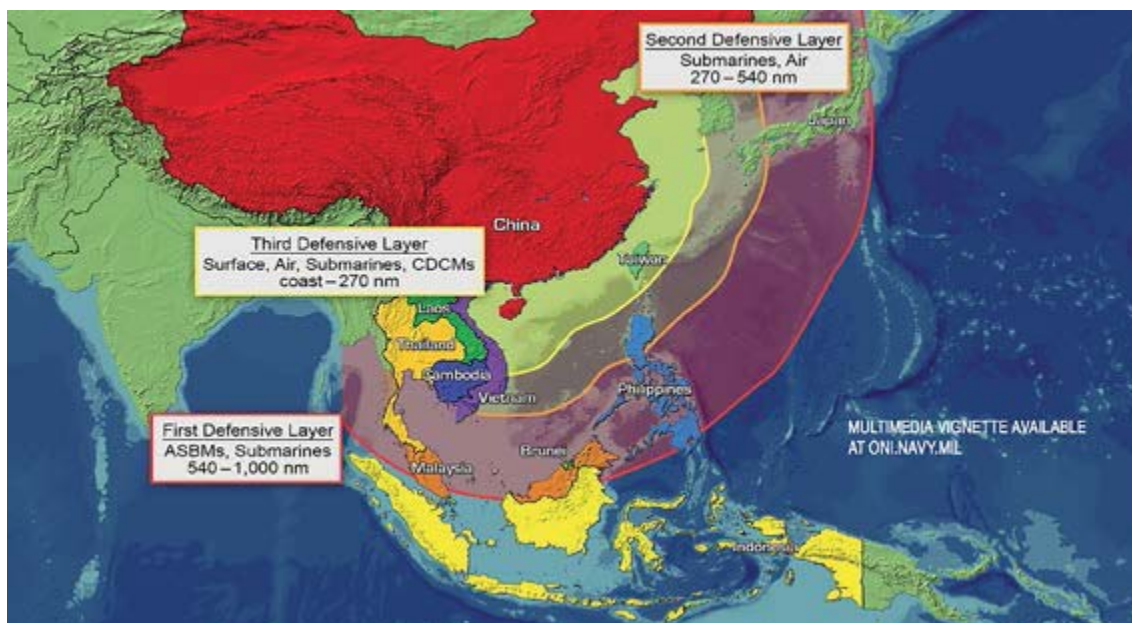 Second Defensive Layer
Submarines, Air
270 – 540 nm
Japan
China
Third Defensive Layer
Surface, Air, Submarines, CDCMs
coast – 270 nm
Taiwan
Laos
Thailand
Cambodia
Vietnam
Philippines
First Defensive Layer
ASBMs, Submarines
540 – 1,000 nm
MULTIMEDIA VIGNETTE AVAILABLE
AT ONI.NAVY.MIL
Brunei
Malaysia
Indonesia